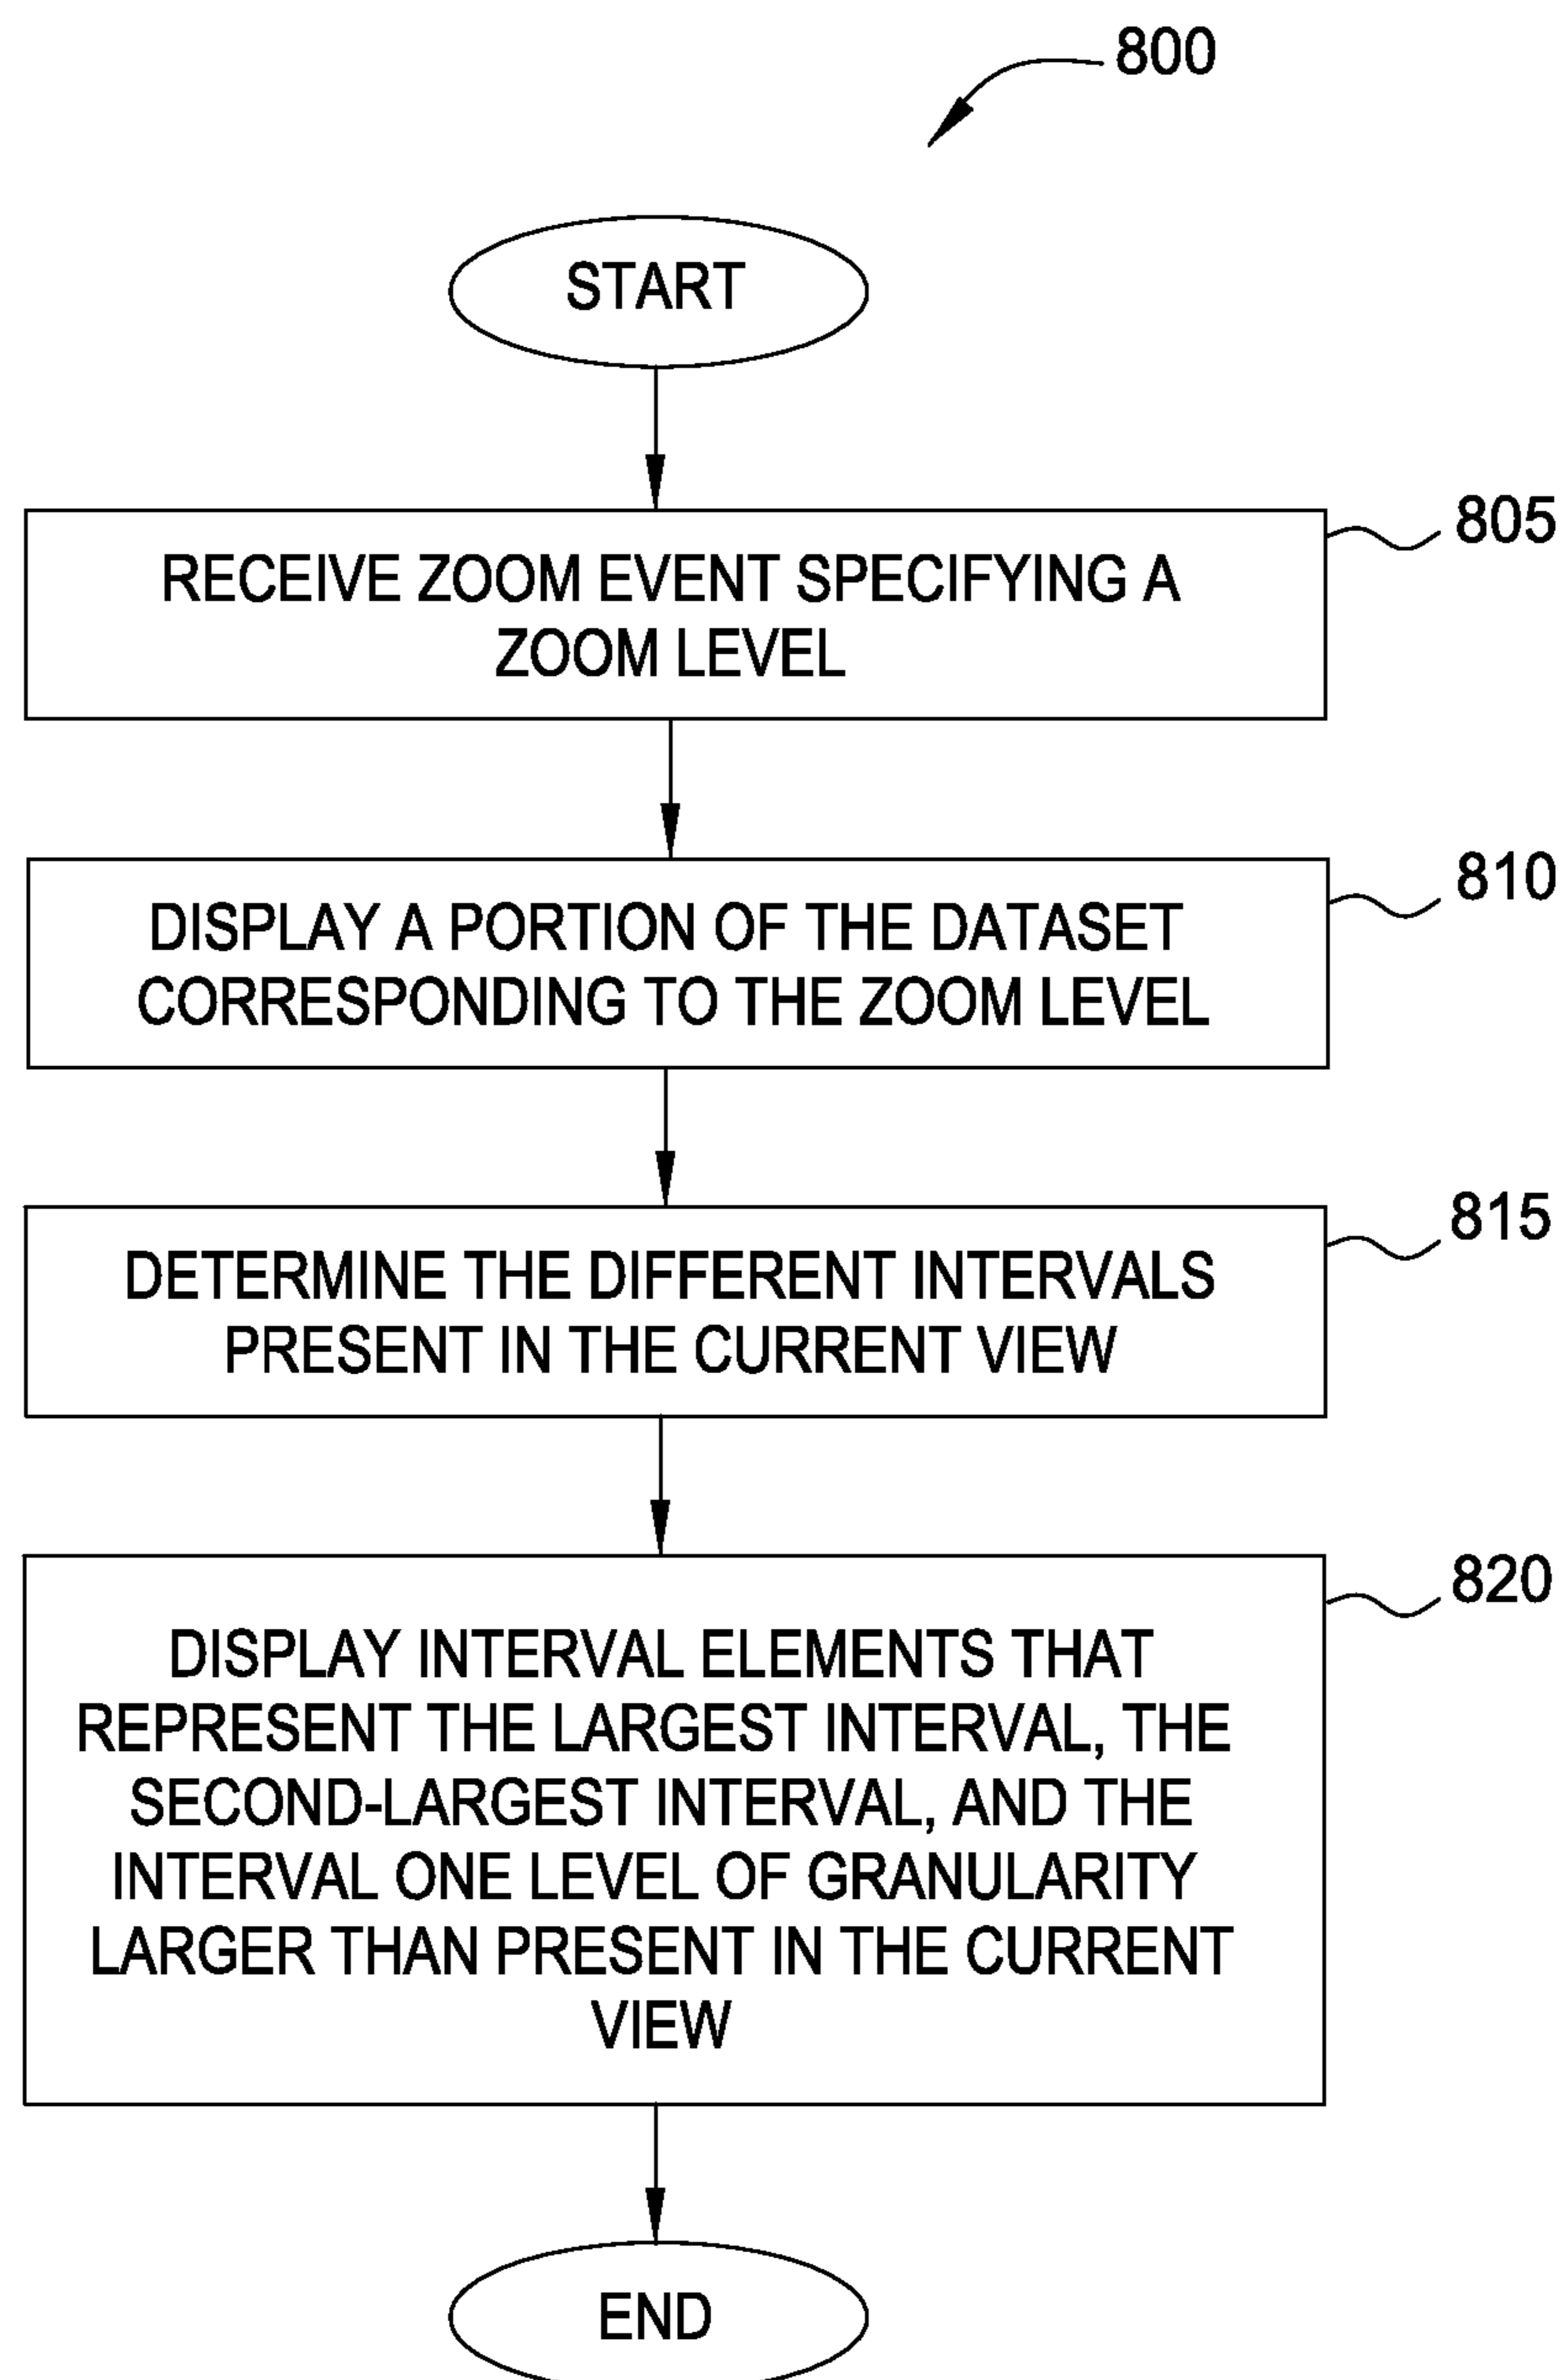 800
START
805
RECEIVE ZOOM EVENT SPECIFYING A
ZOOM LEVEL
810
DISPLAY A PORTION OF THE DATASET
CORRESPONDING TO THE ZOOM LEVEL
815
DETERMINE THE DIFFERENT INTERVALS
PRESENT IN THE CURRENT VIEW
820
DISPLAY INTERVAL ELEMENTS THAT
REPRESENT THE LARGEST INTERVAL, THE
SECOND-LARGEST INTERVAL, AND THE
INTERVAL ONE LEVEL OF GRANULARITY
LARGER THAN PRESENT IN THE CURRENT
VIEW
END